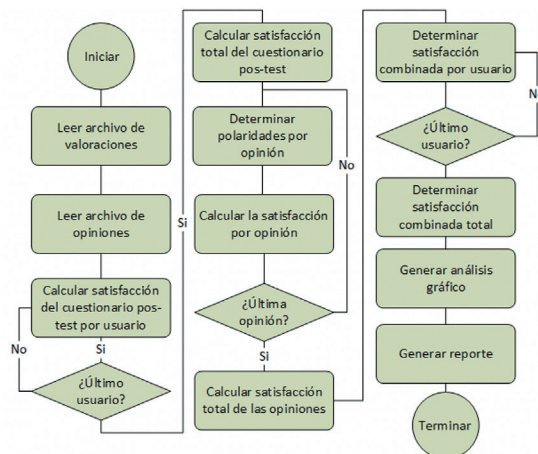 Iniciar
Leer archivo de
valoraciones
Leer archivo de
opiniones
Calcular satisfacción
del cuestionario pos-
test por usuario
No
Si
¿Último
usuario?
Si
Calcular satisfacción
total del cuestionario
pos-test
Determinar
polaridades por
opinión
No
Calcular la satisfacción
por opinión
¿Última
opinión?
Si
Calcular satisfacción
total de las opiniones
Determinar
satisfacción
combinada por usuario
¿Último
usuario?
Determinar
satisfacción
combinada total
Generar análisis
gráfico
Generar reporte
Terminar